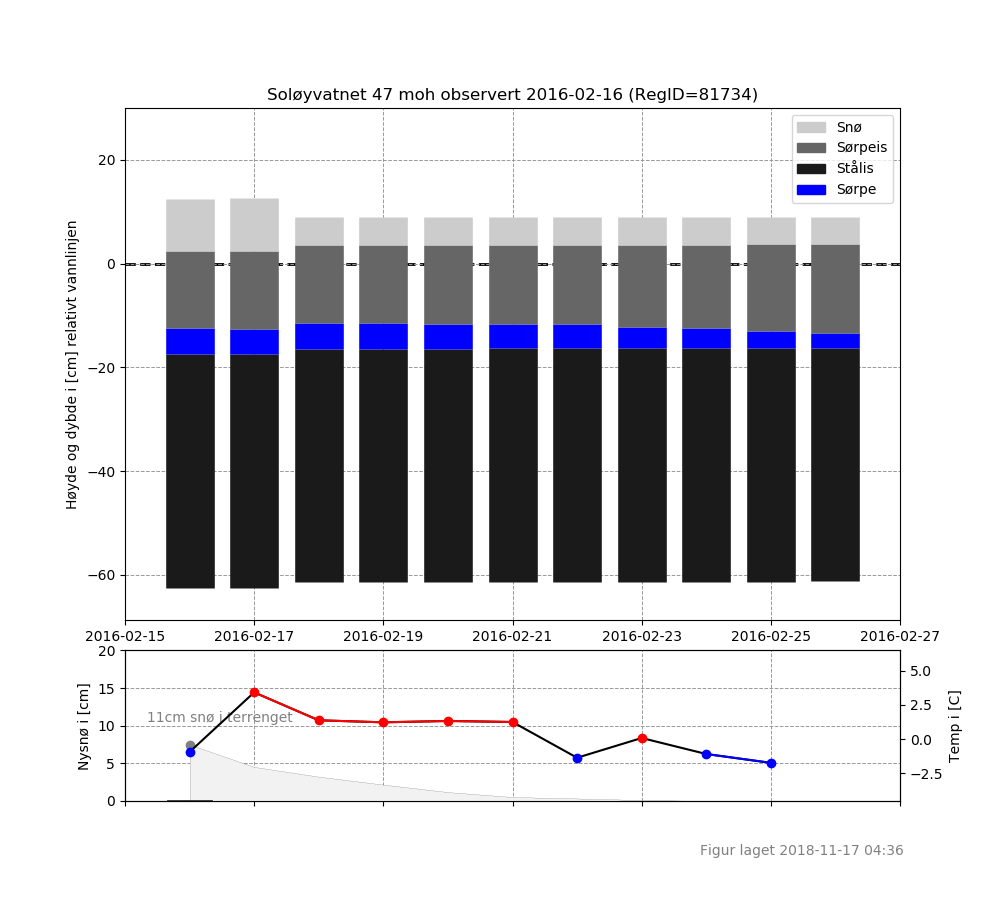 Soløyvatnet 47 moh observert 2016-02-16 (RegID=81734)
Snø
Sørpeis
Stålis
Sørpe
Høyde og dybde i [cm] relativt vannlinjen
20
0
−20
−40
−60
2016-02-15
2016-02-17
2016-02-19
2016-02-21
2016-02-23
2016-02-25
2016-02-27
Nysnø i [cm]
20
15
10
5
0
11cm snø i terrenget
5.0
2.5
0.0
−2.5
Temp i [C]
Figur laget 2018-11-17 04:36